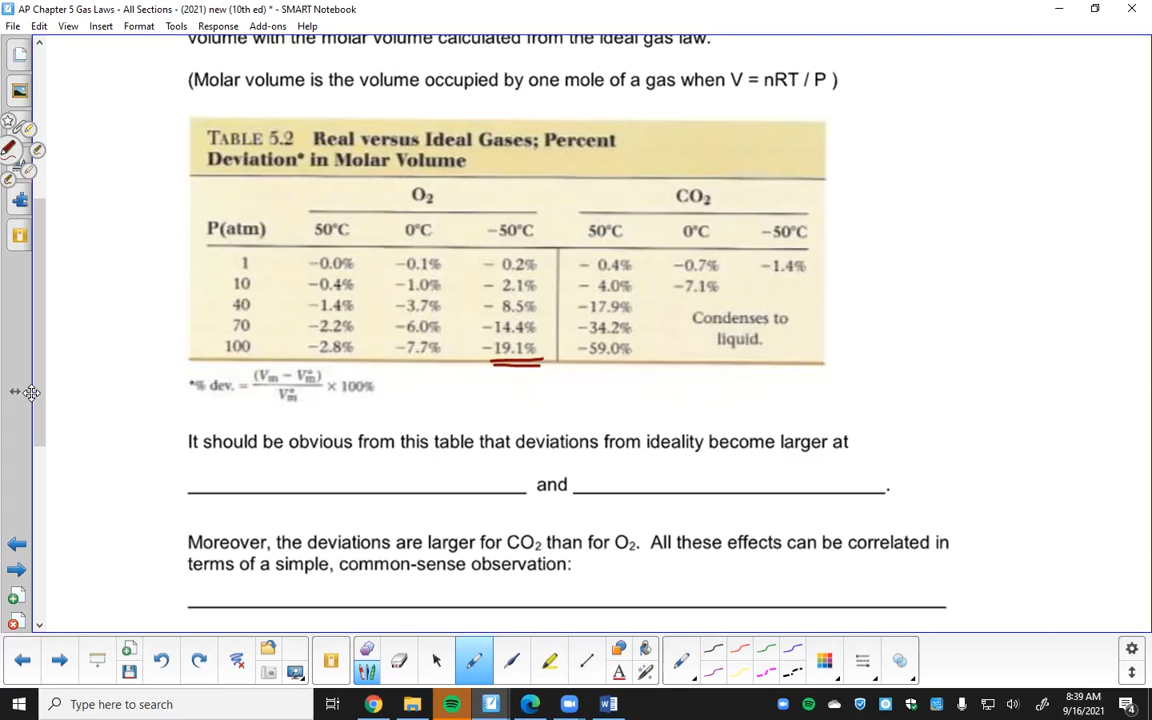 AP Chapter 5 Gas Laws - All Sections - (2021) new (10th ed) * - SMART Notebook
File Edit View Insert Format Tools Response Add-ons Help
volume with the molar volume calculated from the ideal gas law.
(Molar volume is the volume occupied by one mole of a gas when V = nRT / P )
TABLE 5.2 Real versus Ideal Gases; Percent
Deviation* in Molar Volume
O₂ CO₂
P(atm) 50°C 0°C −50°C 50°C 0°C −50°C
1 −0.0% −0.1% − 0.2% − 0.4% −0.7% −1.4%
10 −0.4% −1.0% − 2.1% − 4.0% −7.1%
40 −1.4% −3.7% − 8.5% −17.9%
Condenses to
70 −2.2% −6.0% −14.4% −34.2%
liquid.
100 −2.8% −7.7% −19.1% −59.0%
*% dev. = (Vm − V°m) / V°m × 100%
It should be obvious from this table that deviations from ideality become larger at
and .
Moreover, the deviations are larger for CO₂ than for O₂. All these effects can be correlated in
terms of a simple, common-sense observation:
A
Type here to search
8:39 AM
9/16/2021
4